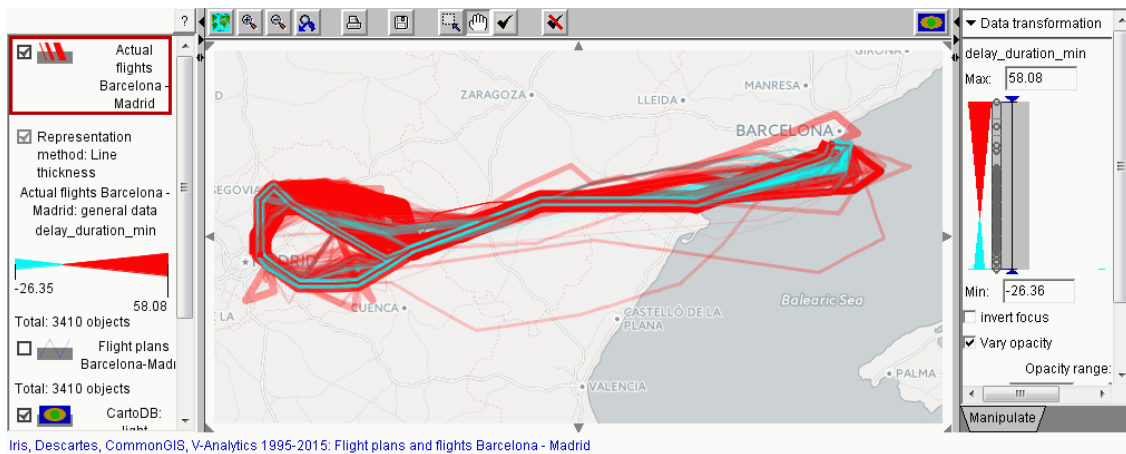 ?
Actual
flights
Barcelona -
Madrid
Representation
method: Line
thickness
Actual flights Barcelona -
Madrid: general data
delay_duration_min
-26.35
58.08
Total: 3410 objects
Flight plans
Barcelona-Madri
Total: 3410 objects
CartoDB:
GIRONA
MANRESA
ZARAGOZA
LLEIDA
BARCELONA
SEGOVIA
MADRID
CUENCA
CASTELLÓ DE LA
PLANA
Balearic Sea
VALENCIA
PALMA
Data transformation
delay_duration_min
Max: 58.08
Min: -26.36
invert focus
Vary opacity
Opacity range:
Manipulate
Iris, Descartes, CommonGIS, V-Analytics 1995-2015: Flight plans and flights Barcelona - Madrid